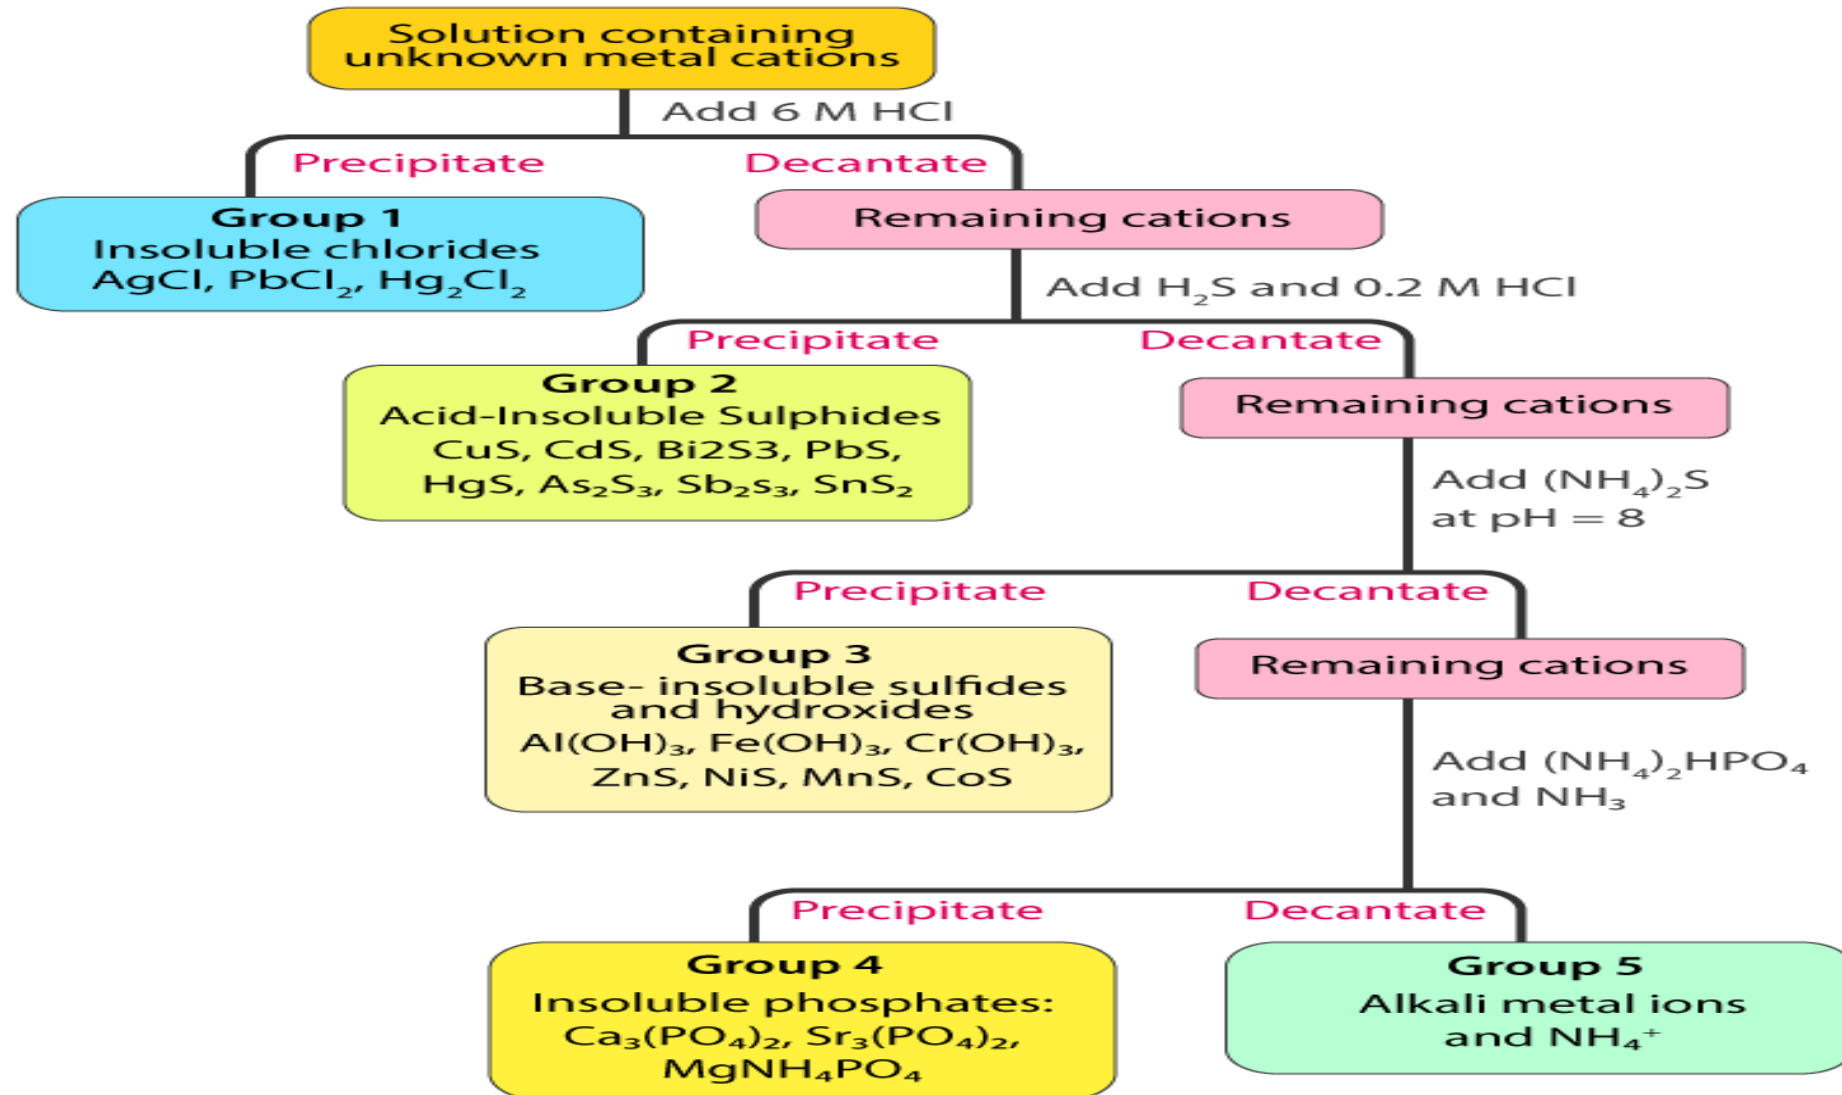 Solution containing
unknown metal cations
Add 6 M HCl
Precipitate
Decantate
Group 1
Insoluble chlorides
AgCl, PbCl₂, Hg₂Cl₂
Remaining cations
Add H₂S and 0.2 M HCl
Precipitate
Decantate
Group 2
Acid-Insoluble Sulphides
CuS, CdS, Bi2S3, PbS,
HgS, As₂S₃, Sb₂s₃, SnS₂
Remaining cations
Add (NH₄)₂S
at pH = 8
Precipitate
Decantate
Group 3
Base- insoluble sulfides
and hydroxides
Al(OH)₃, Fe(OH)₃, Cr(OH)₃,
ZnS, NiS, MnS, CoS
Remaining cations
Add (NH₄)₂HPO₄
and NH₃
Precipitate
Decantate
Group 4
Insoluble phosphates:
Ca₃(PO₄)₂, Sr₃(PO₄)₂,
MgNH₄PO₄
Group 5
Alkali metal ions
and NH₄⁺